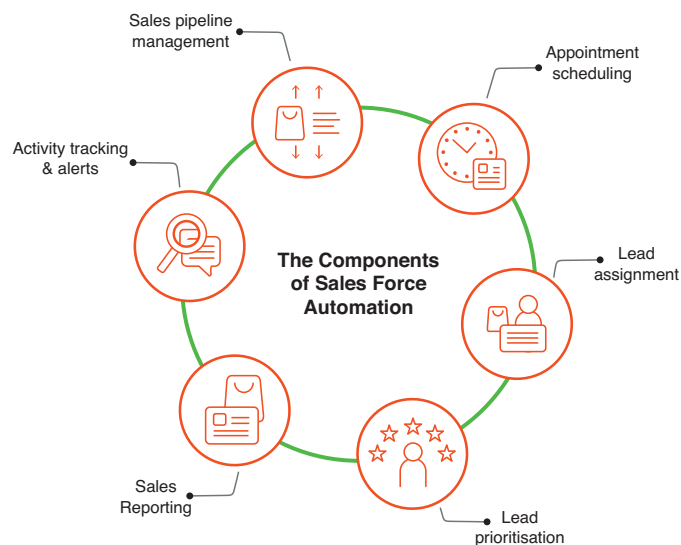 Sales pipeline
management
Appointment
scheduling
Activity tracking
& alerts
The Components
of Sales Force
Automation
Lead
assignment
Sales
Reporting
Lead
prioritisation